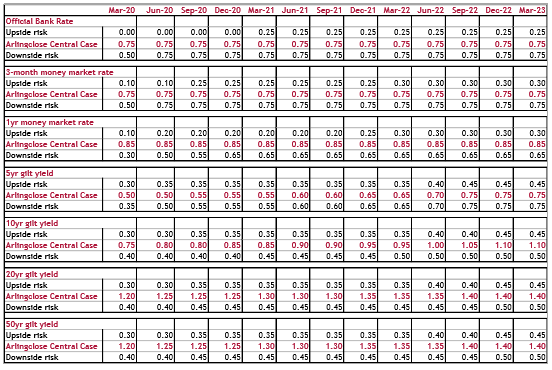 Mar-20 Jun-20 Sep-20 Dec-20 Mar-21 Jun-21 Sep-21 Dec-21 Mar-22 Jun-22 Sep-22 Dec-22 Mar-23
Official Bank Rate
Upside risk 0.00 0.00 0.00 0.00 0.25 0.25 0.25 0.25 0.25 0.25 0.25 0.25 0.25
Arlingclose Central Case 0.75 0.75 0.75 0.75 0.75 0.75 0.75 0.75 0.75 0.75 0.75 0.75 0.75
Downside risk 0.50 0.75 0.75 0.75 0.75 0.75 0.75 0.75 0.75 0.75 0.75 0.75 0.75
3-month money market rate
Upside risk 0.10 0.10 0.25 0.25 0.25 0.25 0.25 0.25 0.30 0.30 0.30 0.30 0.30
Arlingclose Central Case 0.75 0.75 0.75 0.75 0.75 0.75 0.75 0.75 0.75 0.75 0.75 0.75 0.75
Downside risk 0.50 0.75 0.75 0.75 0.75 0.75 0.75 0.75 0.75 0.75 0.75 0.75 0.75
1yr money market rate
Upside risk 0.10 0.20 0.20 0.20 0.20 0.20 0.20 0.25 0.30 0.30 0.30 0.30 0.30
Arlingclose Central Case 0.85 0.85 0.85 0.85 0.85 0.85 0.85 0.85 0.85 0.85 0.85 0.85 0.85
Downside risk 0.30 0.50 0.55 0.65 0.65 0.65 0.65 0.65 0.65 0.65 0.65 0.65 0.65
5yr gilt yield
Upside risk 0.30 0.35 0.35 0.35 0.35 0.35 0.35 0.35 0.35 0.40 0.40 0.45 0.45
Arlingclose Central Case 0.50 0.50 0.55 0.55 0.55 0.60 0.60 0.65 0.65 0.70 0.75 0.75 0.75
Downside risk 0.35 0.50 0.55 0.55 0.55 0.60 0.60 0.65 0.65 0.70 0.75 0.75 0.75
10yr gilt yield
Upside risk 0.30 0.30 0.35 0.35 0.35 0.35 0.35 0.35 0.35 0.40 0.40 0.45 0.45
Arlingclose Central Case 0.75 0.80 0.80 0.85 0.85 0.90 0.90 0.95 0.95 1.00 1.05 1.10 1.10
Downside risk 0.40 0.40 0.40 0.40 0.45 0.45 0.45 0.45 0.50 0.50 0.50 0.50 0.50
20yr gilt yield
Upside risk 0.30 0.30 0.35 0.35 0.35 0.35 0.35 0.35 0.35 0.40 0.40 0.45 0.45
Arlingclose Central Case 1.20 1.25 1.25 1.25 1.30 1.30 1.30 1.35 1.35 1.35 1.40 1.40 1.40
Downside risk 0.40 0.40 0.45 0.45 0.45 0.45 0.45 0.45 0.45 0.45 0.45 0.50 0.50
50yr gilt yield
Upside risk 0.30 0.30 0.35 0.35 0.35 0.35 0.35 0.35 0.35 0.40 0.40 0.45 0.45
Arlingclose Central Case 1.20 1.25 1.25 1.25 1.30 1.30 1.30 1.35 1.35 1.35 1.40 1.40 1.40
Downside risk 0.40 0.40 0.45 0.45 0.45 0.45 0.45 0.45 0.45 0.45 0.45 0.50 0.50